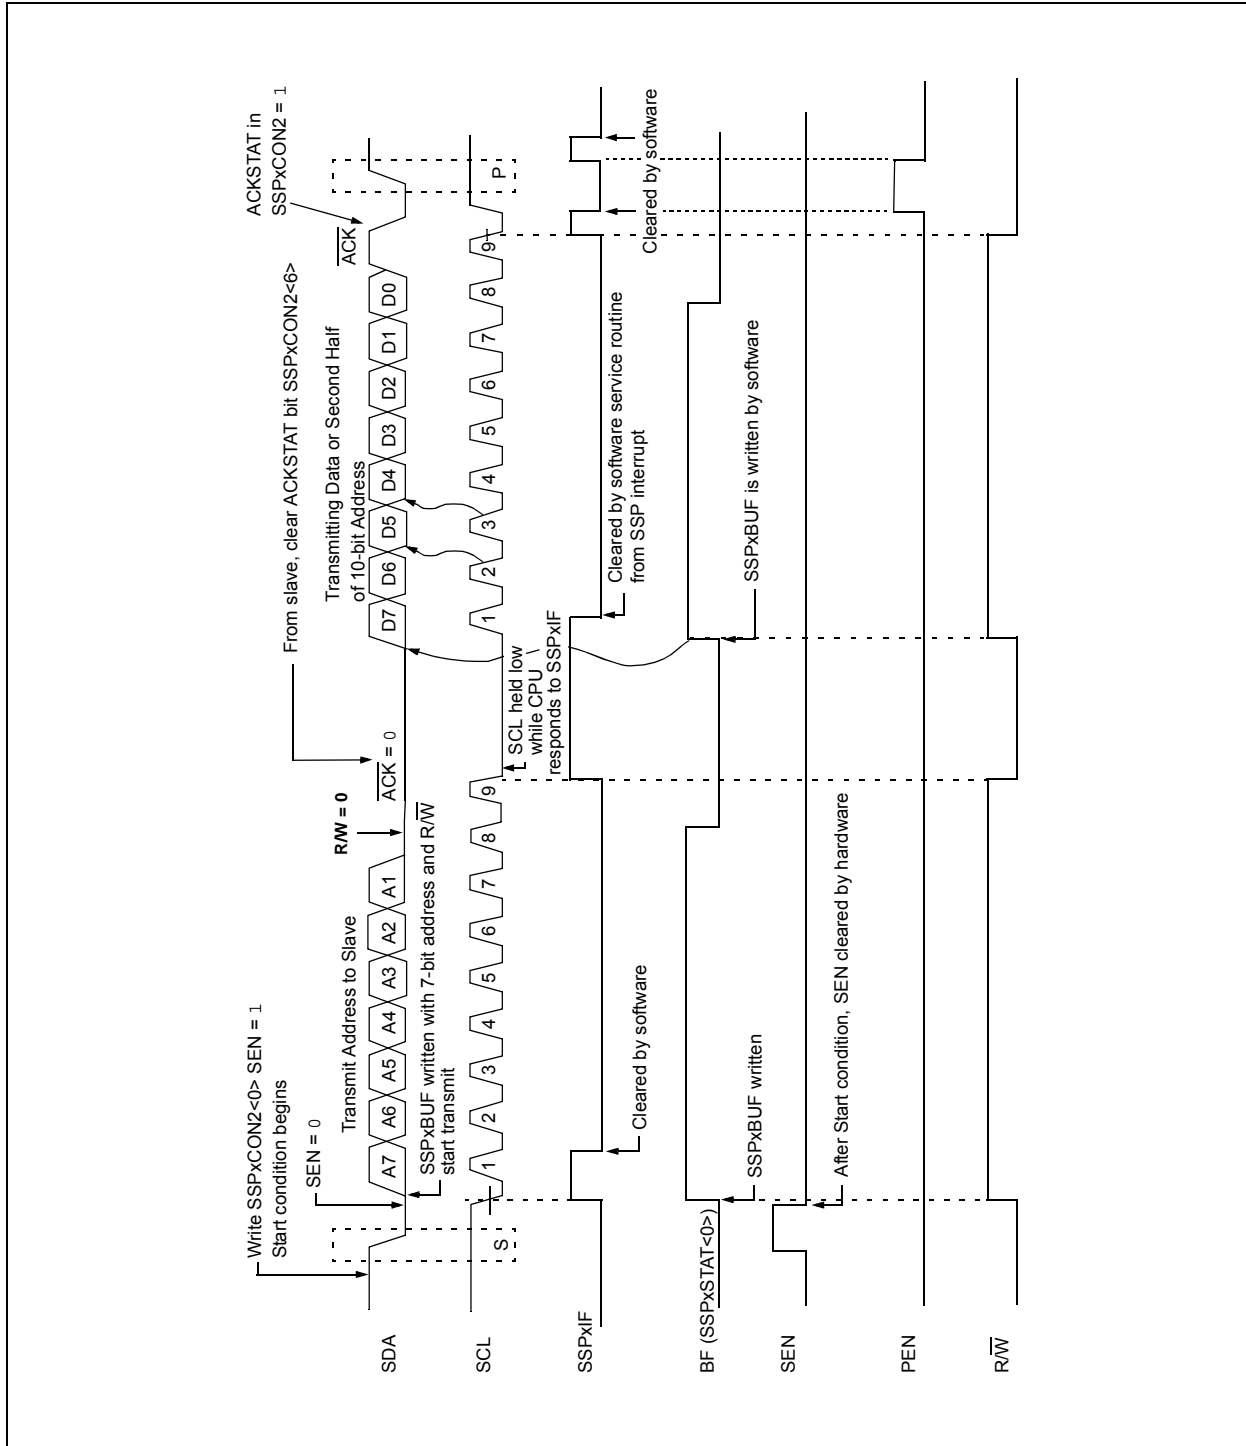 Write SSPxCON2<0> SEN = 1
Start condition begins
SEN = 0
Transmit Address to Slave
R/W = 0
From slave, clear ACKSTAT bit SSPxCON2<6>
ACK = 0
Transmitting Data or Second Half
of 10-bit Address
ACK
ACKSTAT in
SSPxCON2 = 1
SDA
A7 A6 A5 A4 A3 A2 A1
D7 D6 D5 D4 D3 D2 D1 D0
SSPxBUF written with 7-bit address and R/W
start transmit
SCL
S
1 2 3 4 5 6 7 8 9
1 2 3 4 5 6 7 8 9
P
SCL held low
while CPU
responds to SSPxIF
SSPxIF
Cleared by software
Cleared by software service routine
from SSP interrupt
Cleared by software
Cleared by software
BF (SSPxSTAT<0>)
SSPxBUF written
SSPxBUF is written by software
SEN
After Start condition, SEN cleared by hardware
PEN
R/W